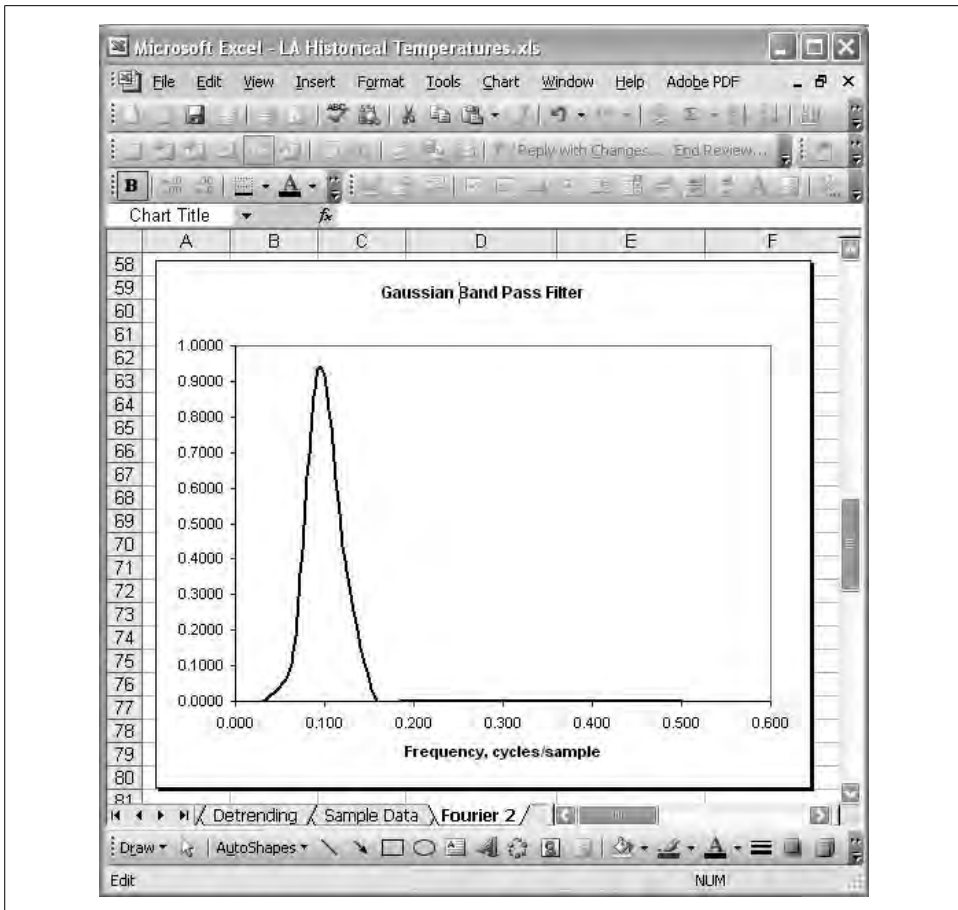 Microsoft Excel - LA Historical Temperatures.xls
File Edit View Insert Format Tools Chart Window Help Adobe PDF
Reply with Changes... End Review...
B A
Chart Title fx
A B C D E F
58
59
60
61
62
63
64
65
66
67
68
69
70
71
72
73
74
75
76
77
78
79
80
81
Gaussian Band Pass Filter
1.0000
0.9000
0.8000
0.7000
0.6000
0.5000
0.4000
0.3000
0.2000
0.1000
0.0000
0.000 0.100 0.200 0.300 0.400 0.500 0.600
Frequency, cycles/sample
Detrending / Sample Data \ Fourier 2 /
Draw AutoShapes A
Edit NUM